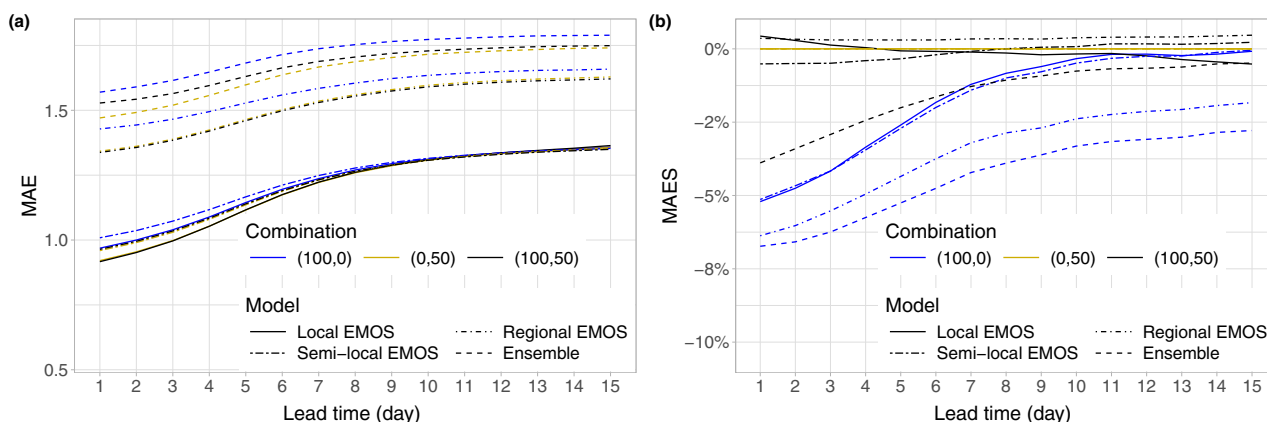 (a)
MAE
1.5
1.0
0.5
Combination
(100,0) (0,50) (100,50)
Model
Local EMOS Regional EMOS
Semi−local EMOS Ensemble
1 2 3 4 5 6 7 8 9 10 11 12 13 14 15
Lead time (day)
(b)
MAES
0%
−2%
−5%
−8%
−10%
Combination
(100,0) (0,50) (100,50)
Model
Local EMOS Regional EMOS
Semi−local EMOS Ensemble
1 2 3 4 5 6 7 8 9 10 11 12 13 14 15
Lead time (day)